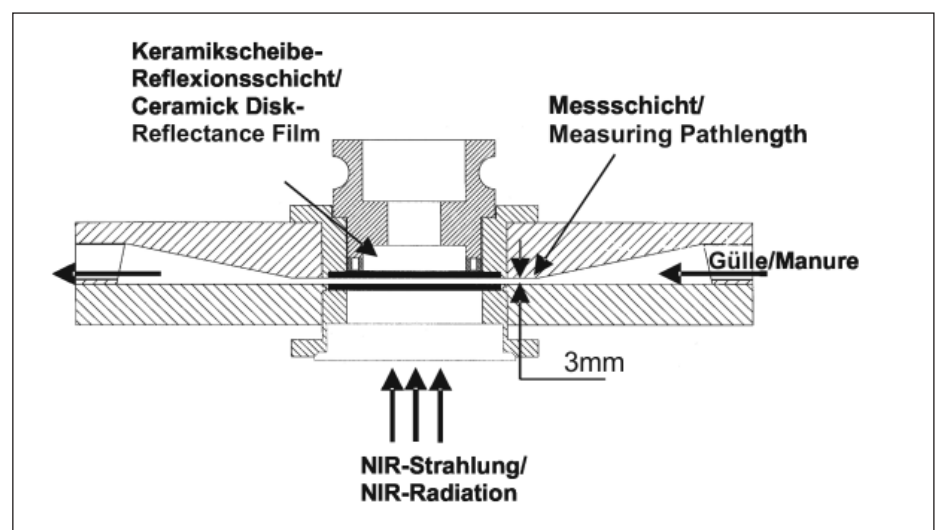 Keramikscheibe-
Reflexionsschicht/
Ceramick Disk-
Reflectance Film
Messschicht/
Measuring Pathlength
Gülle/Manure
3mm
NIR-Strahlung/
NIR-Radiation